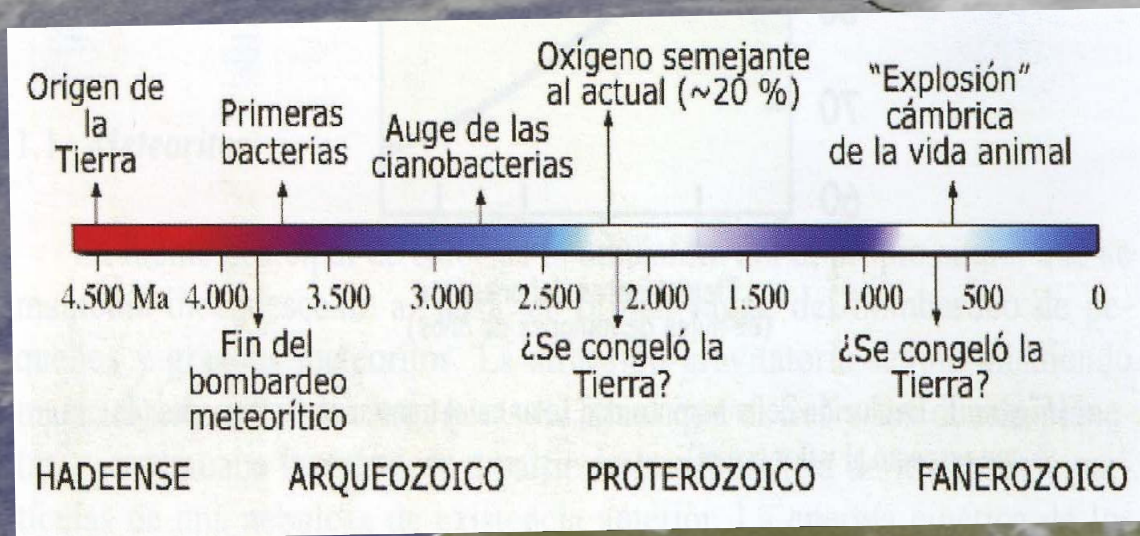 Origen de
la
Tierra
Primeras
bacterias
Auge de las
cianobacterias
Oxígeno semejante
al actual (~20 %)
"Explosión"
cámbrica
de la vida animal
4.500 Ma 4.000 3.500 3.000 2.500 2.000 1.500 1.000 500 0
Fin del
bombardeo
meteorítico
¿Se congeló la
Tierra?
¿Se congeló la
Tierra?
HADEENSE ARQUEOZOICO PROTEROZOICO FANEROZOICO